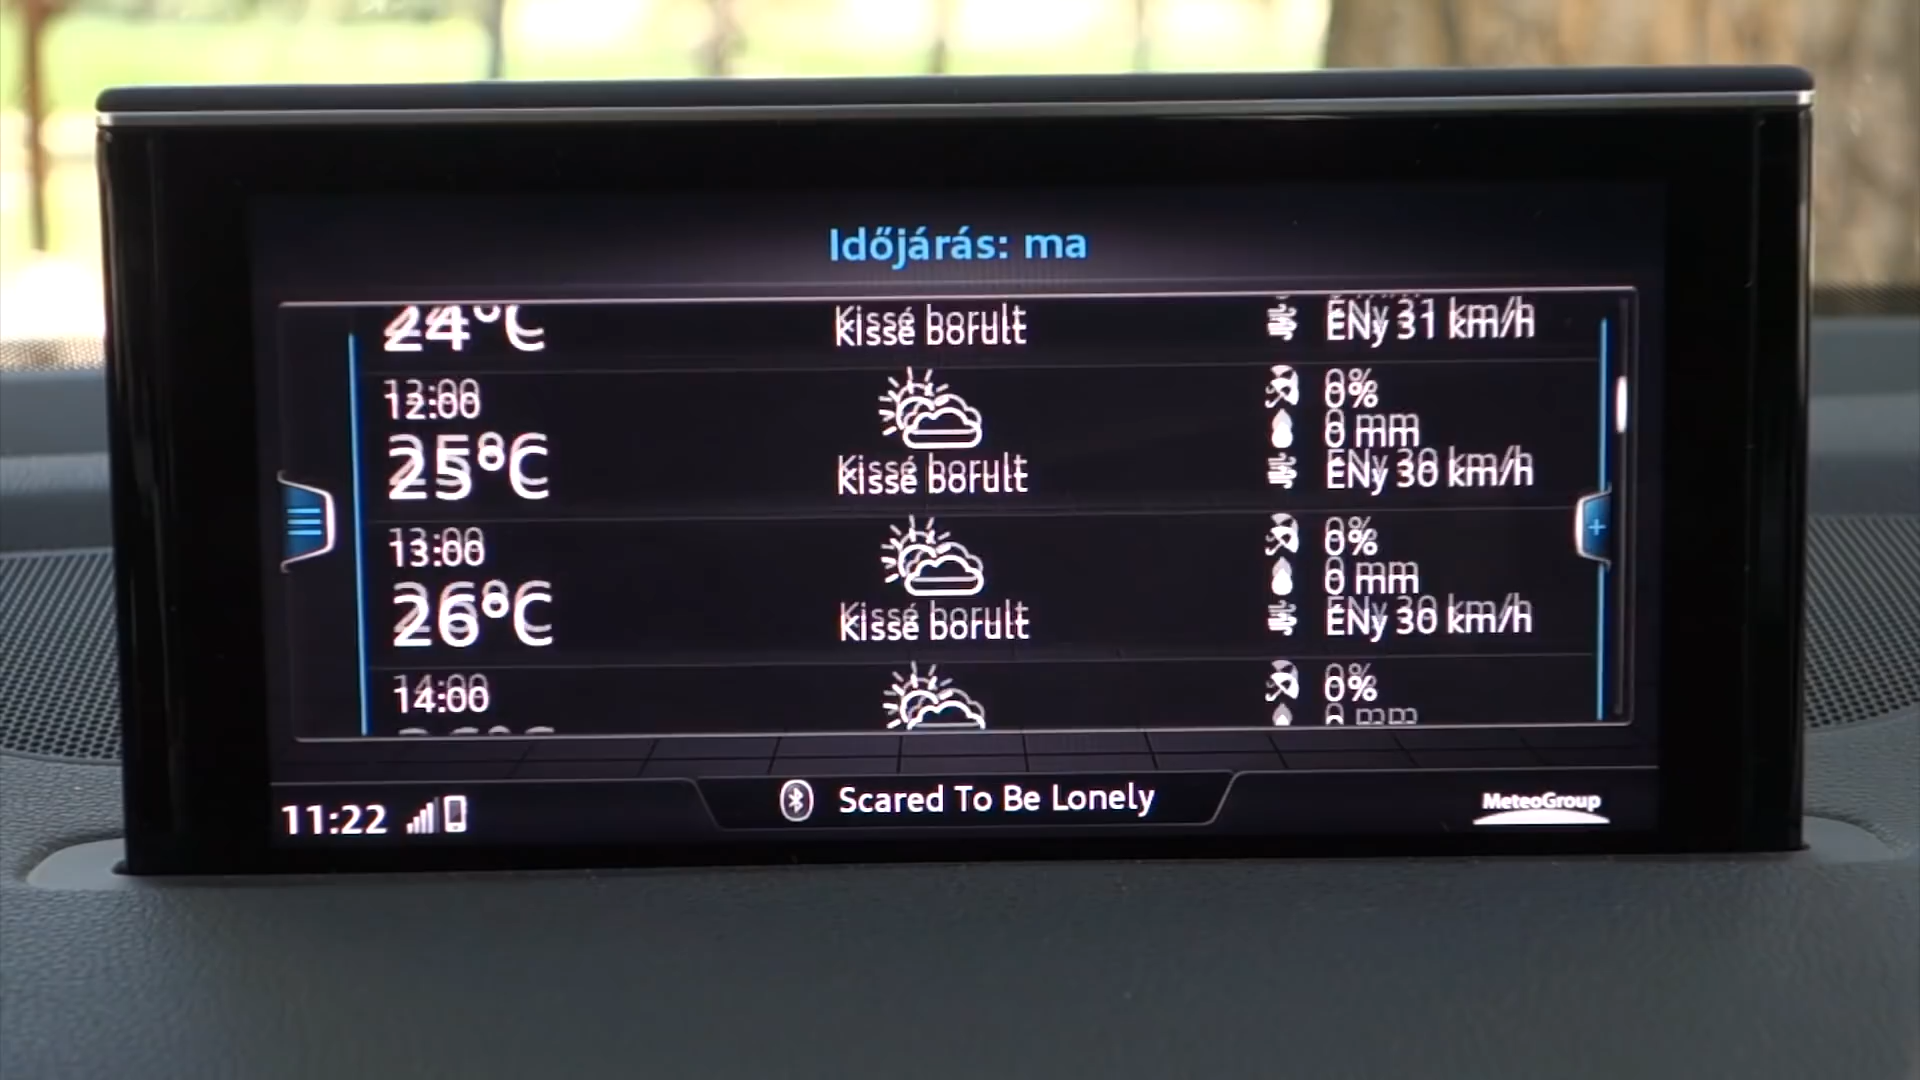 Időjárás: ma
24°C Kissé borult ÉNy 31 km/h
12:00 0%
0 mm
25°C Kissé borult ÉNy 30 km/h
13:00 0%
0 mm
26°C Kissé borult ÉNy 30 km/h
14:00 0%
0 mm
11:22 Scared To Be Lonely MeteoGroup